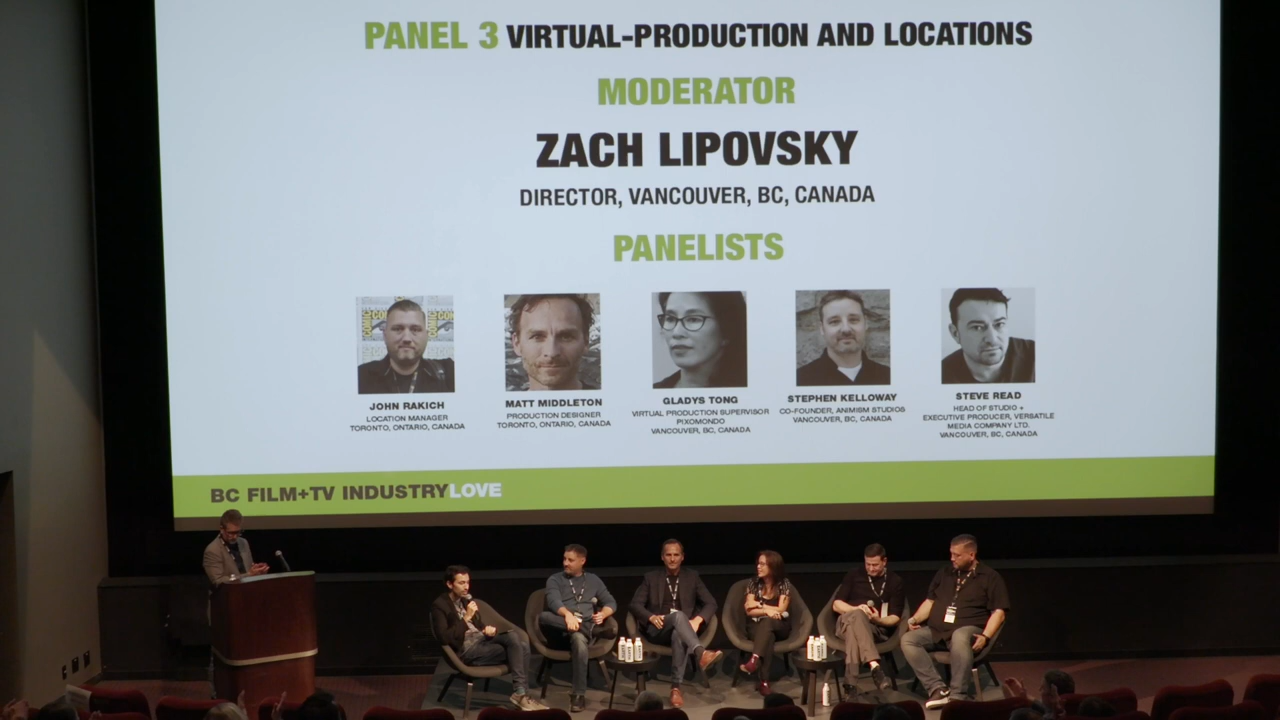 PANEL 3 VIRTUAL-PRODUCTION AND LOCATIONS
MODERATOR
ZACH LIPOVSKY
DIRECTOR, VANCOUVER, BC, CANADA
PANELISTS
JOHN RAKICH
LOCATION MANAGER
TORONTO, ONTARIO, CANADA
MATT MIDDLETON
PRODUCTION DESIGNER
TORONTO, ONTARIO, CANADA
GLADYS TONG
VIRTUAL PRODUCTION SUPERVISOR
PIXOMONDO
VANCOUVER, BC, CANADA
STEPHEN KELLOWAY
CO-FOUNDER, ANIMISM STUDIOS
VANCOUVER, BC, CANADA
STEVE READ
HEAD OF STUDIO +
EXECUTIVE PRODUCER, VERSATILE
MEDIA COMPANY LTD.
VANCOUVER, BC, CANADA
BC FILM+TV INDUSTRYLOVE